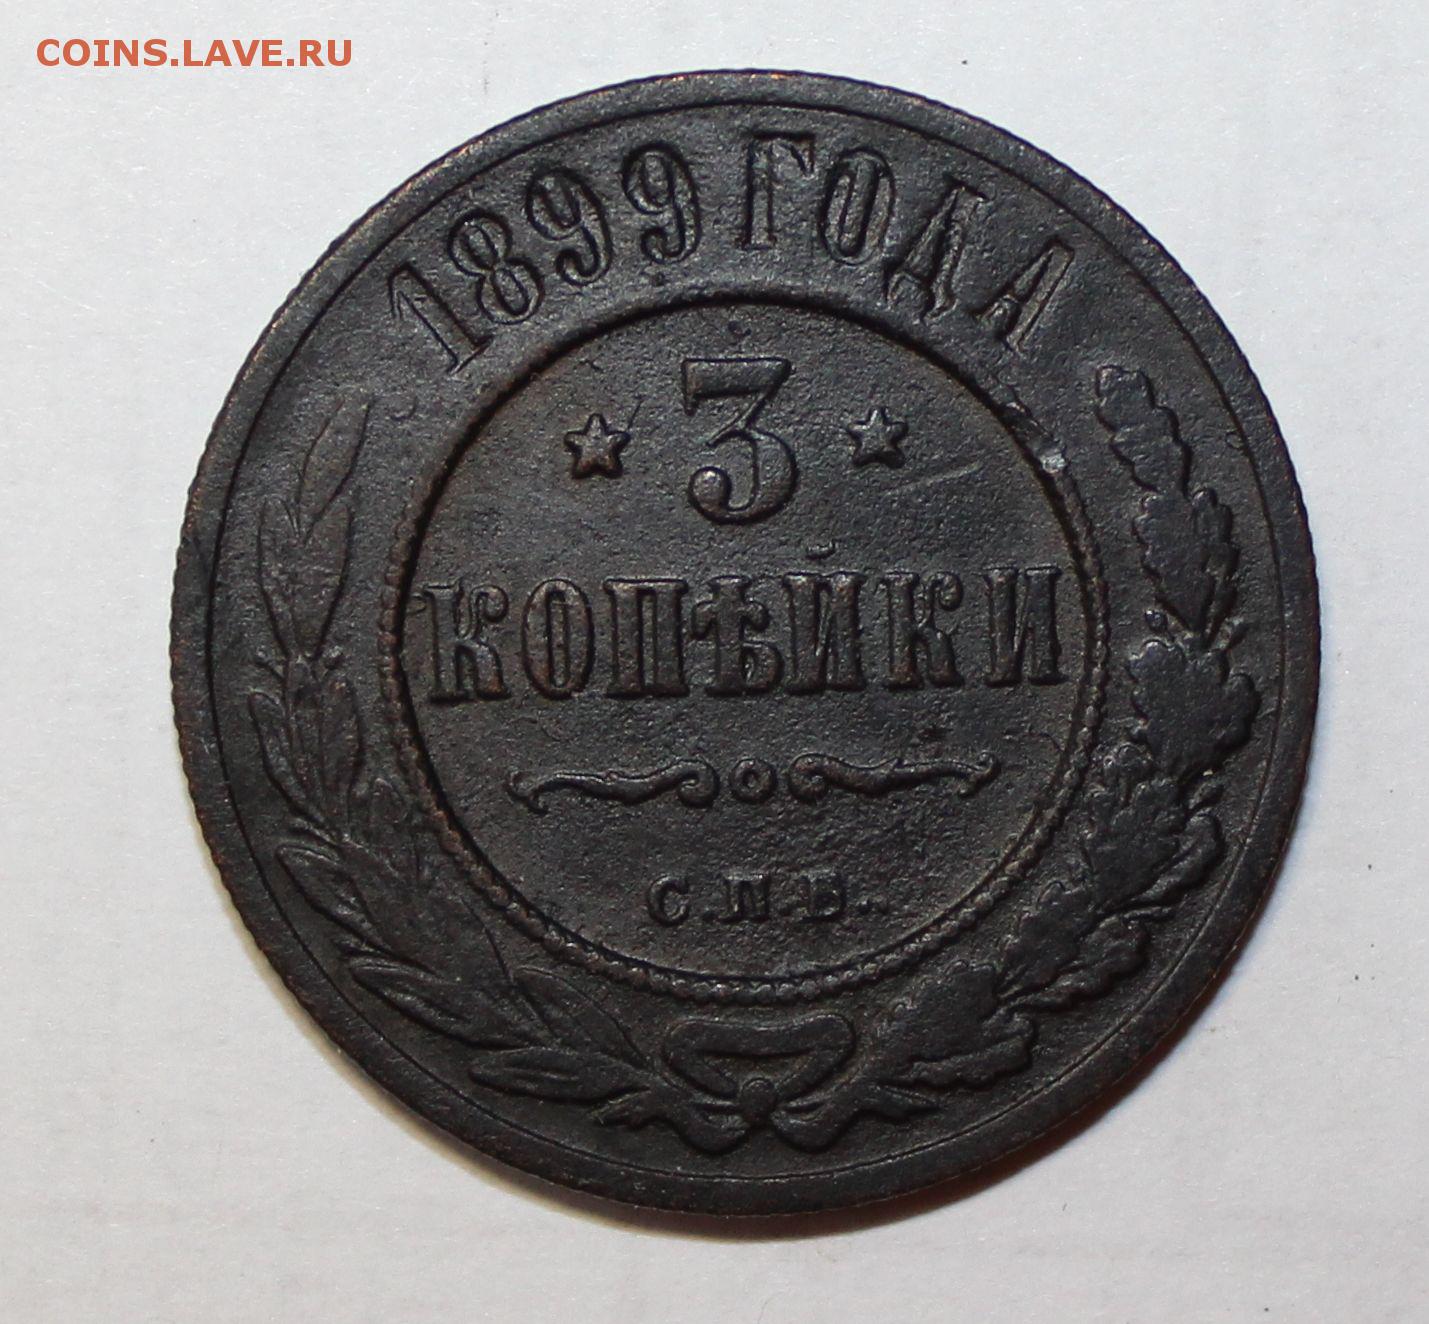 COINS.LAVE.RU
1899 ГОДА
3
КОПѢЙКИ
С.П.Б.